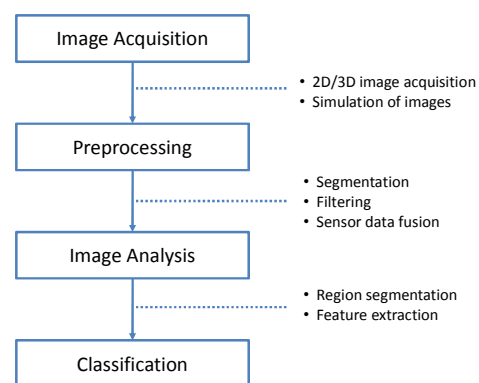 Image Acquisition
• 2D/3D image acquisition
• Simulation of images
Preprocessing
• Segmentation
• Filtering
• Sensor data fusion
Image Analysis
• Region segmentation
• Feature extraction
Classification